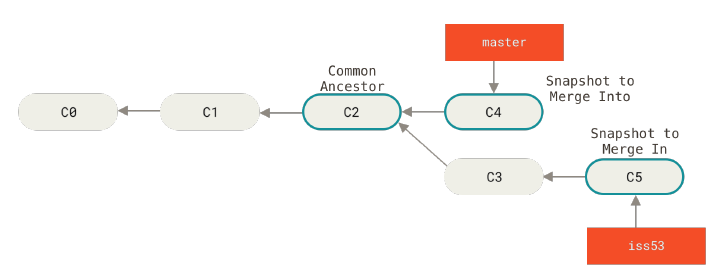 master
Common
Ancestor
Snapshot to
Merge Into
C0
C1
C2
C4
Snapshot to
Merge In
C3
C5
iss53